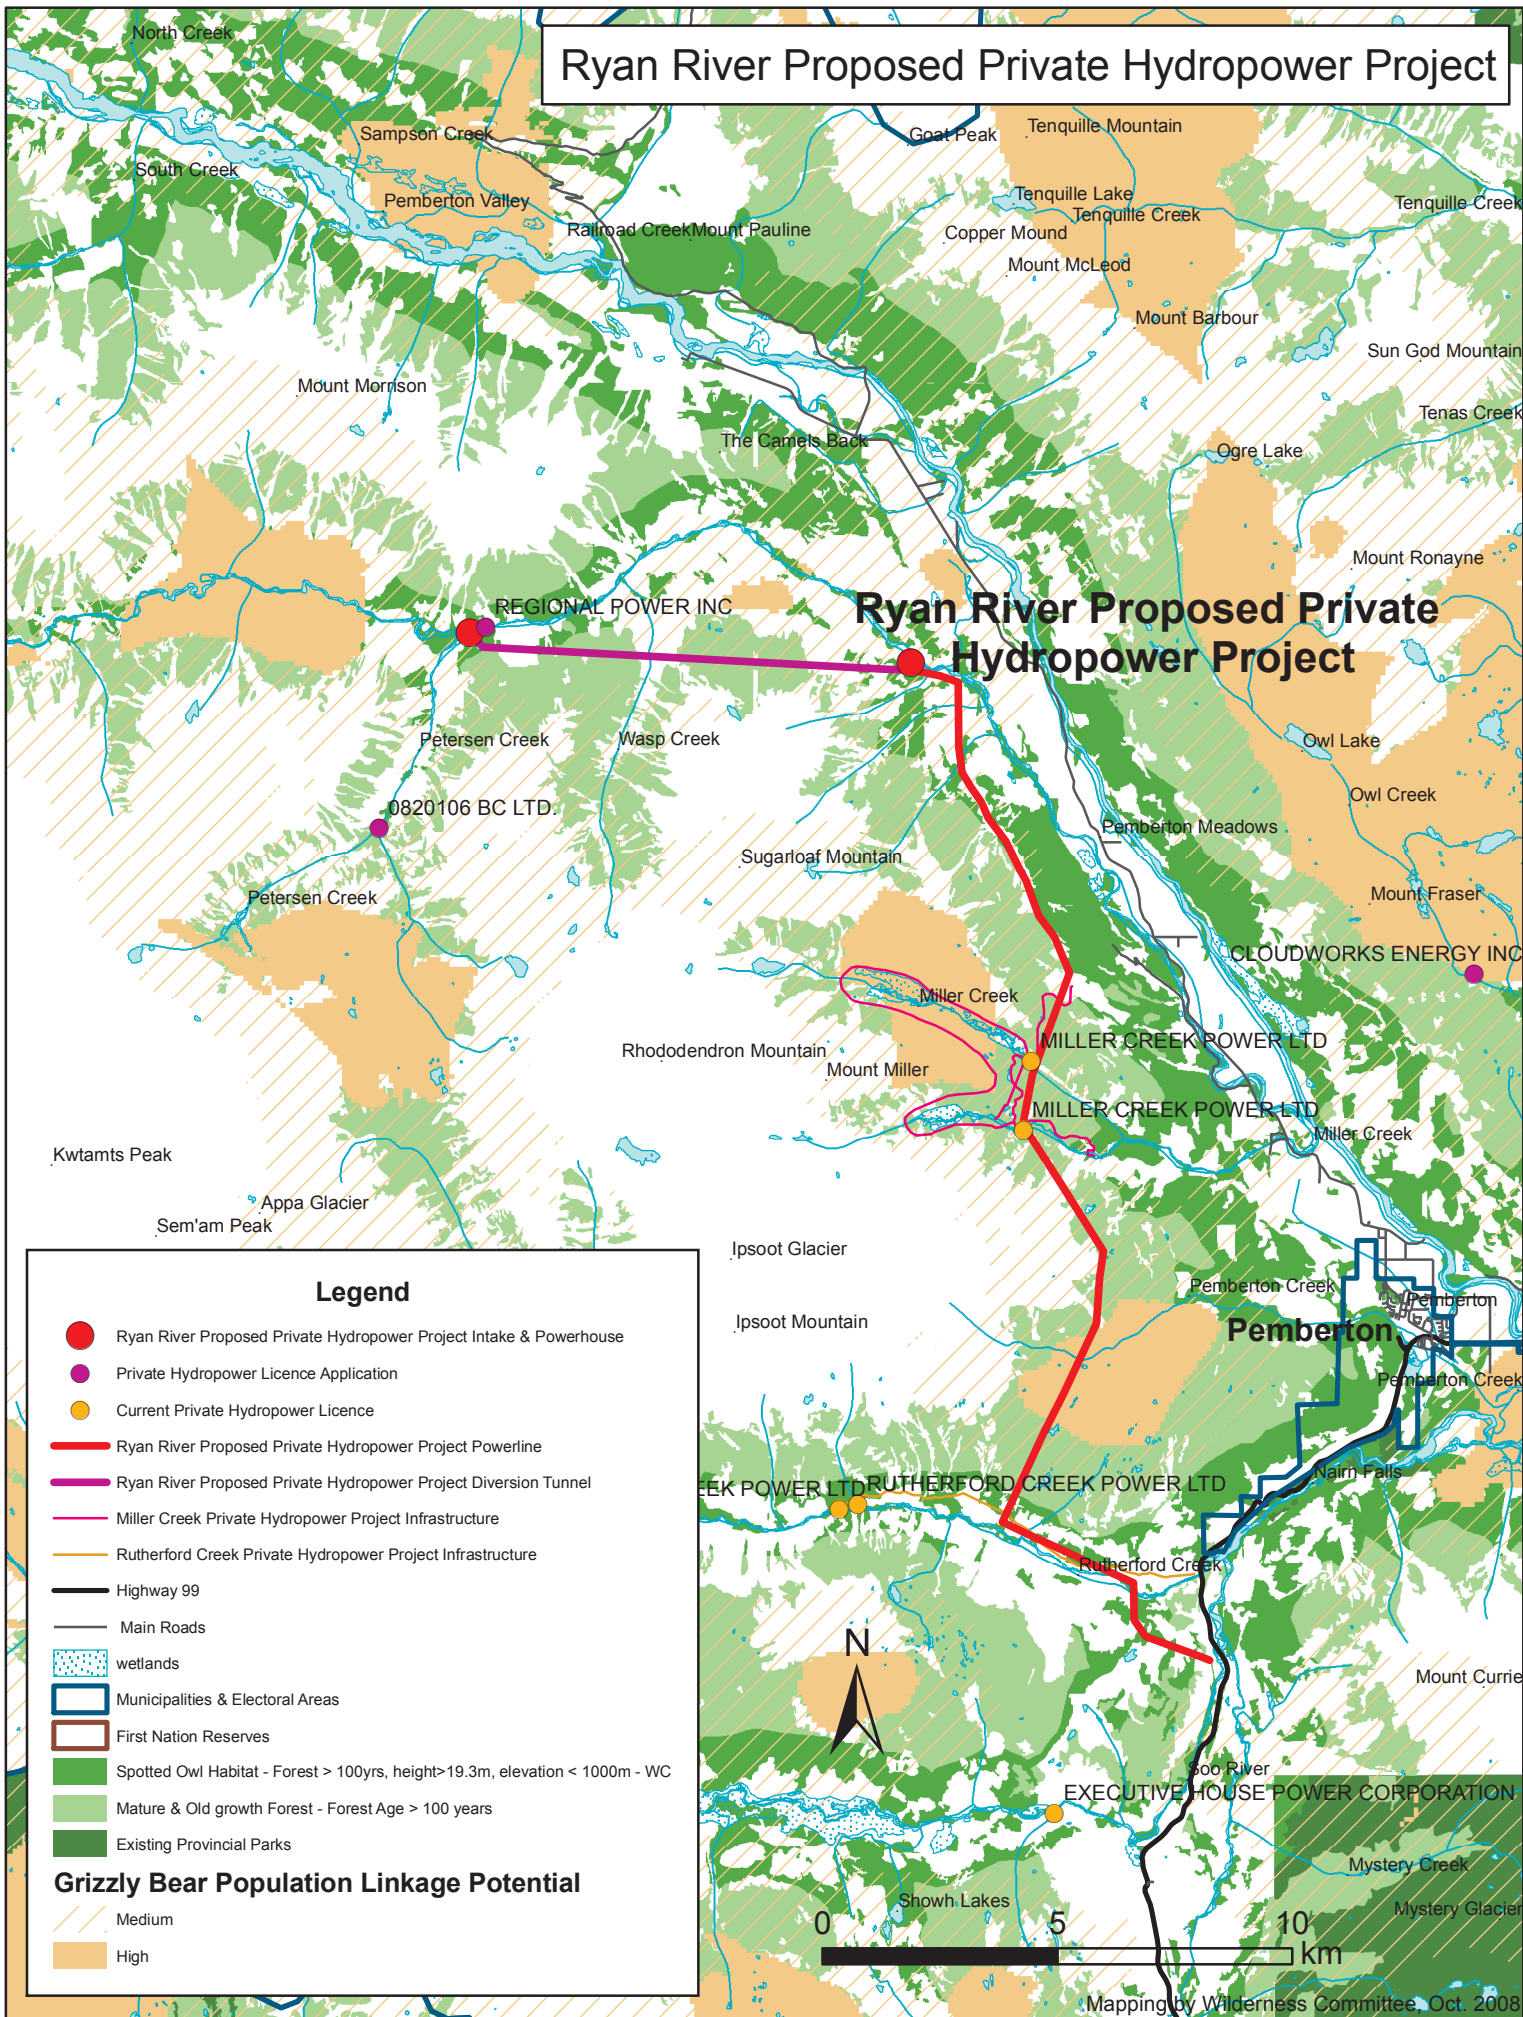 Ryan River Proposed Private Hydropower Project
North Creek
Sampson Creek
Goat Peak
Tenquille Mountain
South Creek
Pemberton Valley
Tenquille Lake
Tenquille Creek
Tenquille Creek
Railroad Creek
Mount Pauline
Copper Mound
Mount McLeod
Mount Barbour
Sun God Mountain
Mount Morrison
Tenas Creek
The Camels Back
Ogre Lake
Mount Ronayne
REGIONAL POWER INC
Ryan River Proposed Private
Hydropower Project
Petersen Creek
Wasp Creek
Owl Lake
Owl Creek
0820106 BC LTD.
Pemberton Meadows
Sugarloaf Mountain
Petersen Creek
Mount Fraser
CLOUDWORKS ENERGY INC
Miller Creek
MILLER CREEK POWER LTD
Rhododendron Mountain
Mount Miller
MILLER CREEK POWER LTD
Miller Creek
Kwtamts Peak
Appa Glacier
Sem'am Peak
Ipsoot Glacier
Pemberton Creek
Pemberton
Ipsoot Mountain
Pemberton
Pemberton Creek
Nairn Falls
EEK POWER LTD
RUTHERFORD CREEK POWER LTD
Rutherford Creek
N
Mount Currie
Soo River
EXECUTIVE HOUSE POWER CORPORATION
Mystery Creek
Showh Lakes
Mystery Glacier
Legend
Ryan River Proposed Private Hydropower Project Intake & Powerhouse
Private Hydropower Licence Application
Current Private Hydropower Licence
Ryan River Proposed Private Hydropower Project Powerline
Ryan River Proposed Private Hydropower Project Diversion Tunnel
Miller Creek Private Hydropower Project Infrastructure
Rutherford Creek Private Hydropower Project Infrastructure
Highway 99
Main Roads
wetlands
Municipalities & Electoral Areas
First Nation Reserves
Spotted Owl Habitat - Forest > 100yrs, height>19.3m, elevation < 1000m - WC
Mature & Old growth Forest - Forest Age > 100 years
Existing Provincial Parks
Grizzly Bear Population Linkage Potential
Medium
High
0 5 10
km
Mapping by Wilderness Committee, Oct. 2008